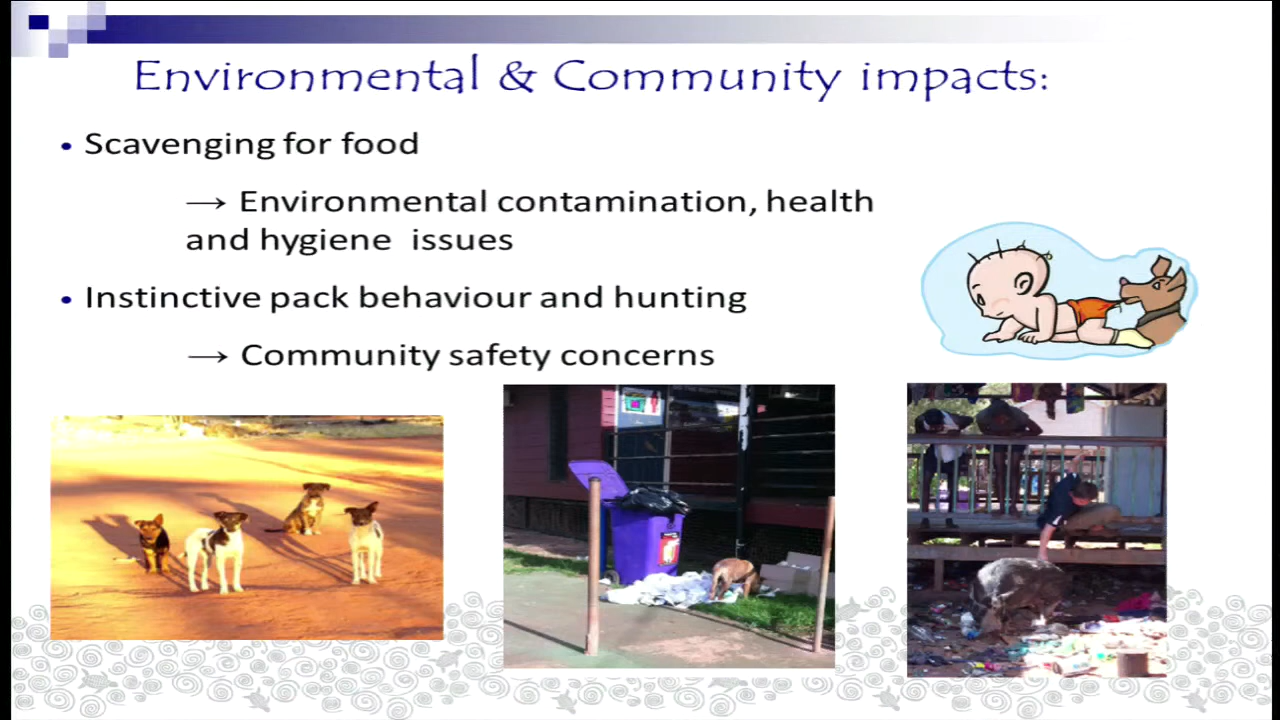 Environmental & Community impacts:
• Scavenging for food
→ Environmental contamination, health
and hygiene issues
• Instinctive pack behaviour and hunting
→ Community safety concerns